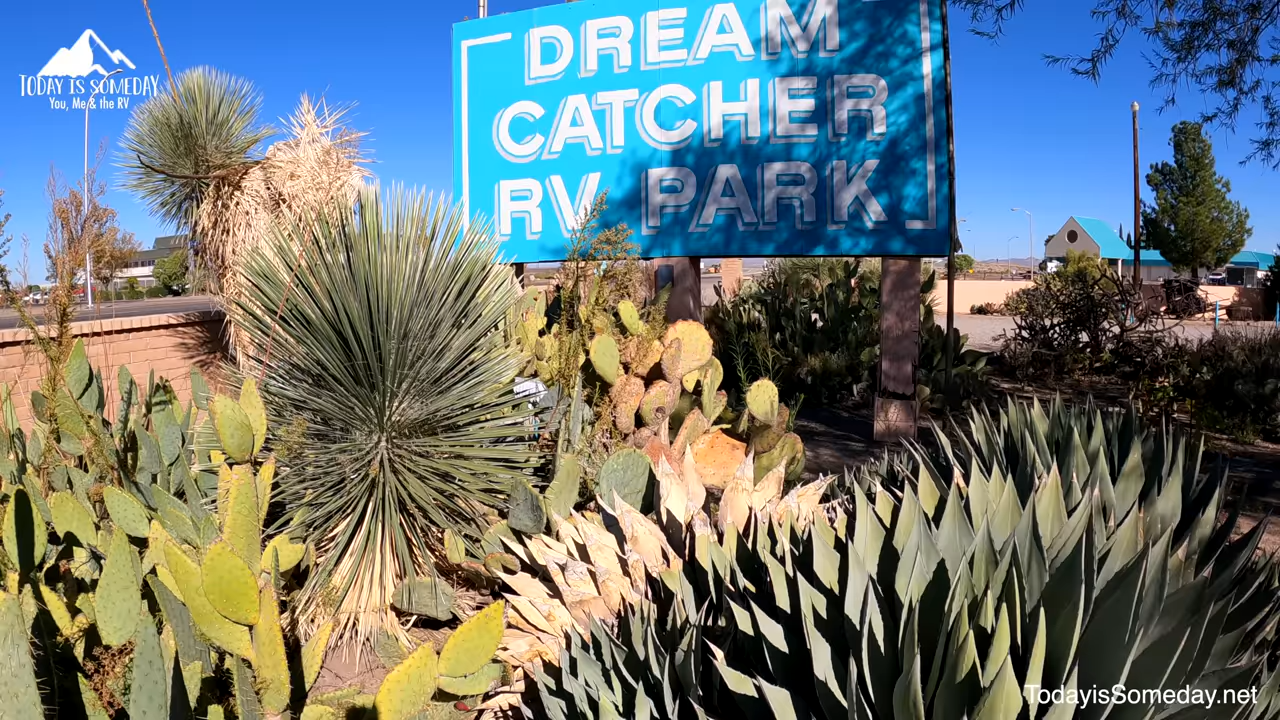 TODAY IS SOMEDAY
You, Me & the RV
DREAM
CATCHER
RV PARK
TodayisSomeday.net